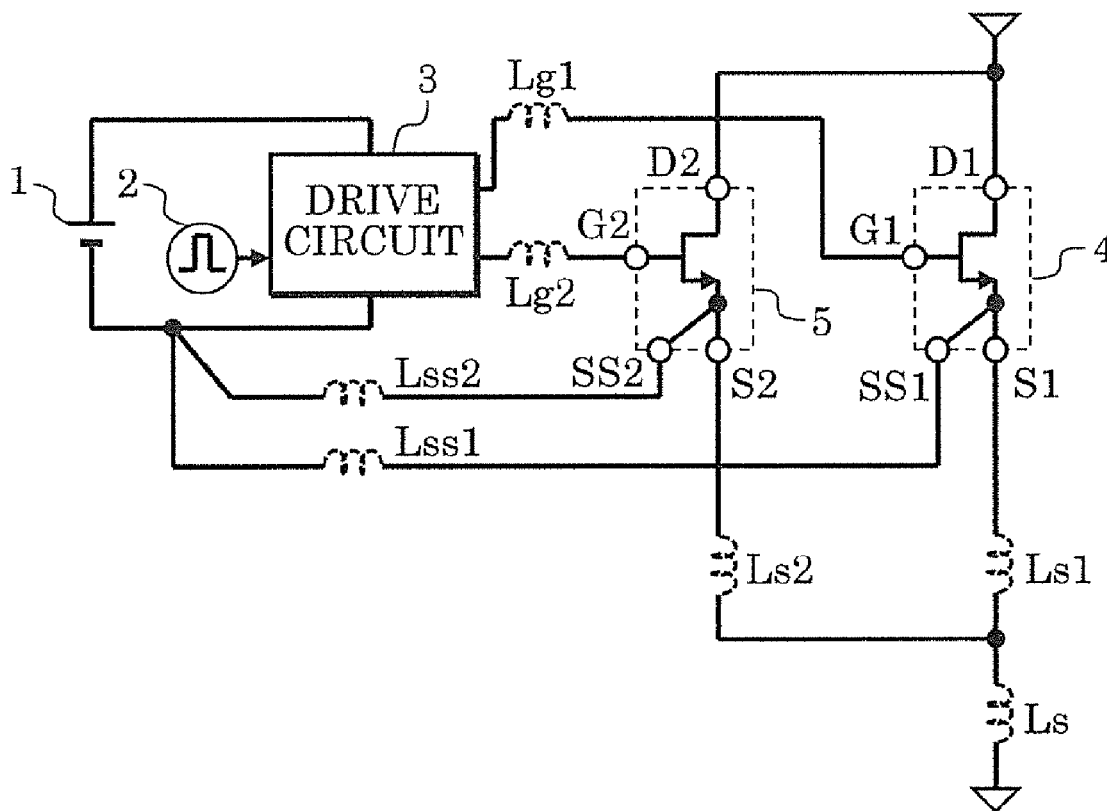 3
Lg1
1
2
DRIVE
CIRCUIT
D2
D1
G2
G1
4
Lg2
5
Lss2
SS2
S2
SS1
S1
Lss1
Ls2
Ls1
Ls